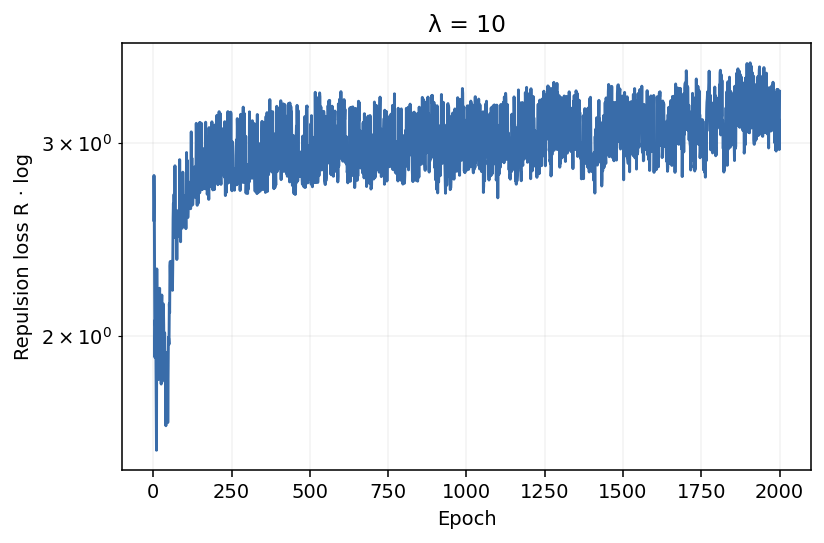 λ = 10
Repulsion loss R · log
3 × 10⁰
2 × 10⁰
0 250 500 750 1000 1250 1500 1750 2000
Epoch